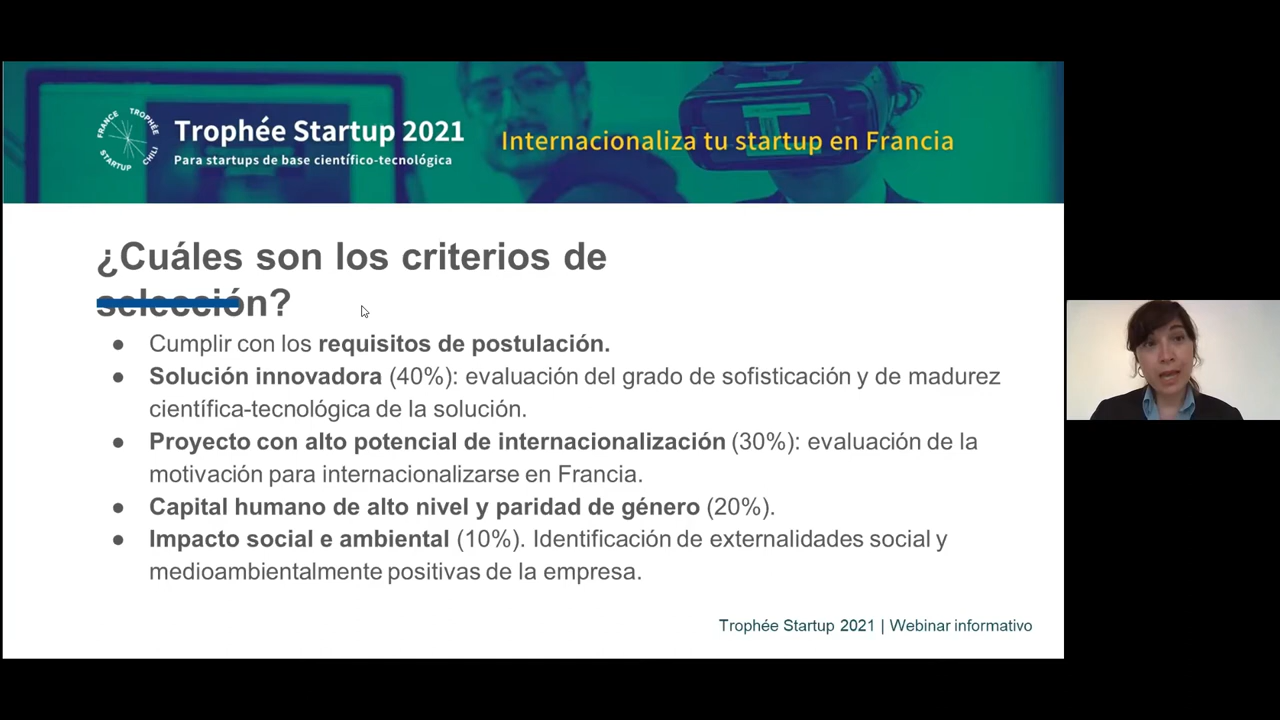 FRANCE TROPHÉE STARTUP CHILI
Trophée Startup 2021
Para startups de base científico-tecnológica
Internacionaliza tu startup en Francia
¿Cuáles son los criterios de
selección?
● Cumplir con los requisitos de postulación.
● Solución innovadora (40%): evaluación del grado de sofisticación y de madurez
científica-tecnológica de la solución.
● Proyecto con alto potencial de internacionalización (30%): evaluación de la
motivación para internacionalizarse en Francia.
● Capital humano de alto nivel y paridad de género (20%).
● Impacto social e ambiental (10%). Identificación de externalidades social y
medioambientalmente positivas de la empresa.
Trophée Startup 2021 | Webinar informativo